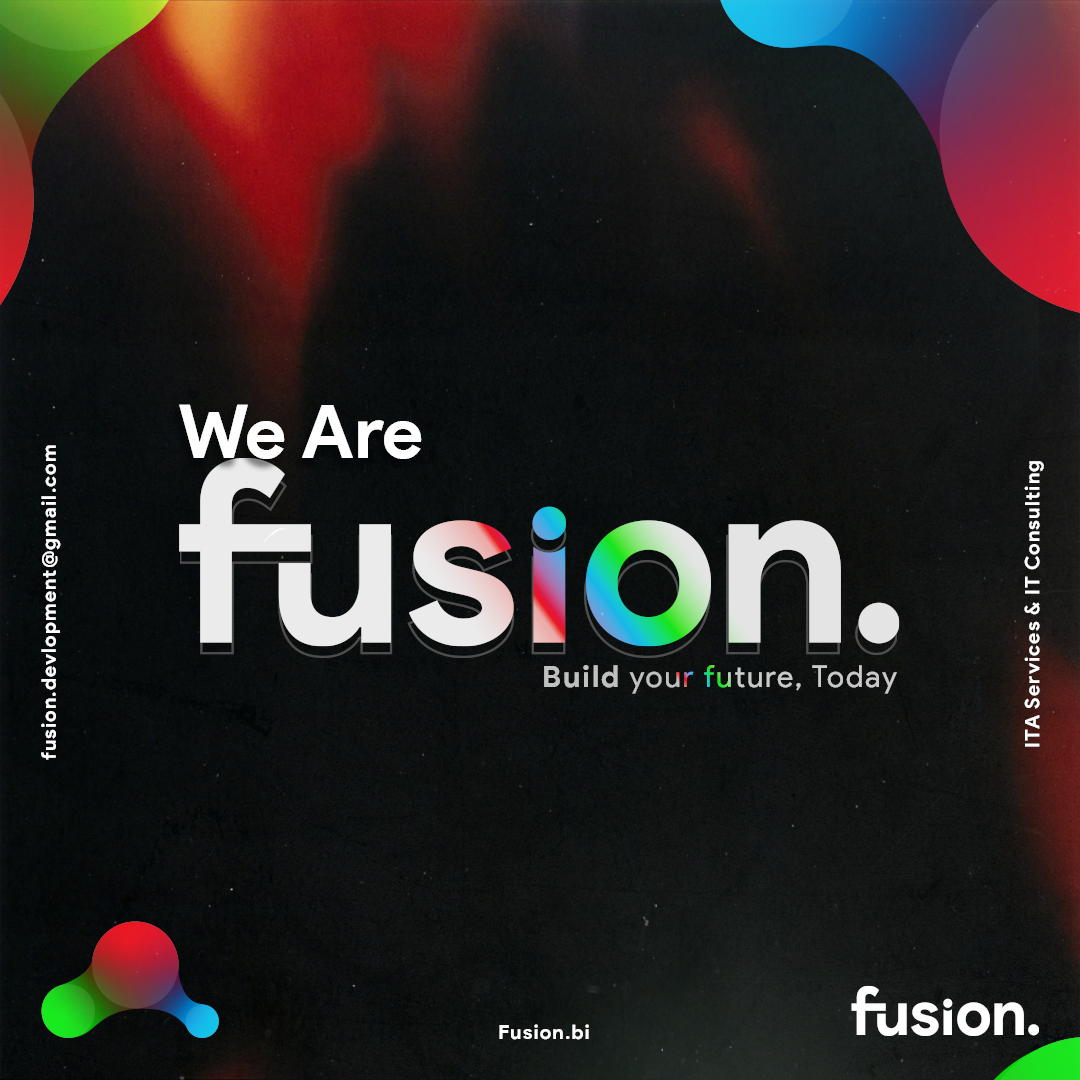 We Are
fusion.
Build your future, Today
fusion.devlopment@gmail.com
ITA Services & IT Consulting
Fusion.bi
fusion.